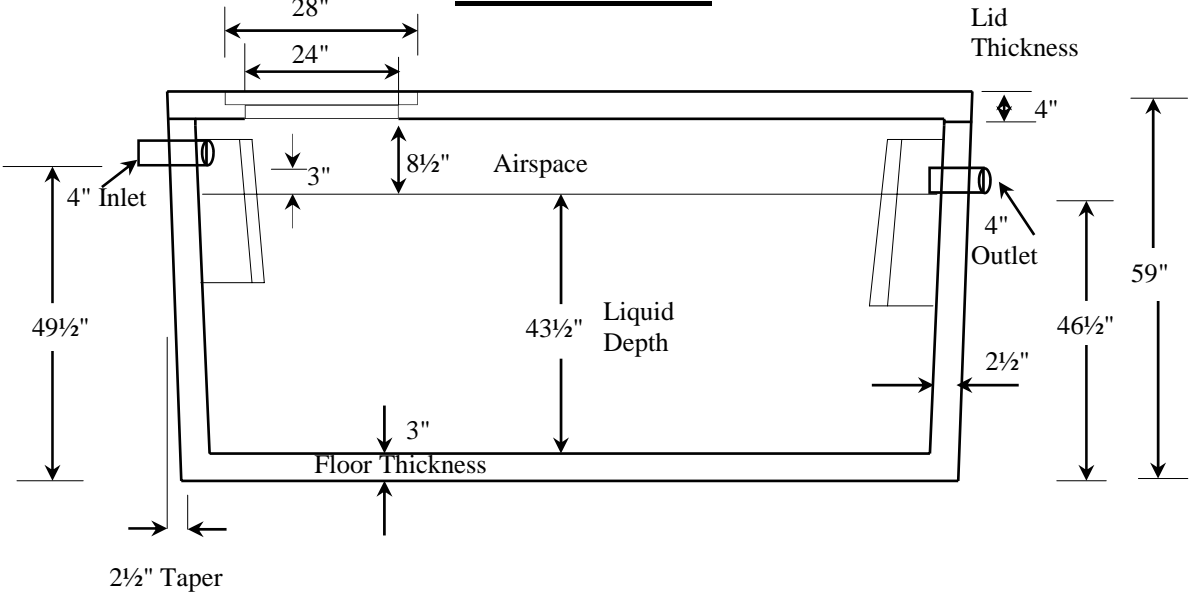 28"
Lid
Thickness
24"
4"
8½"
Airspace
3"
4" Inlet
4"
Outlet
59"
49½"
43½"
Liquid
Depth
46½"
2½"
3"
Floor Thickness
2½" Taper